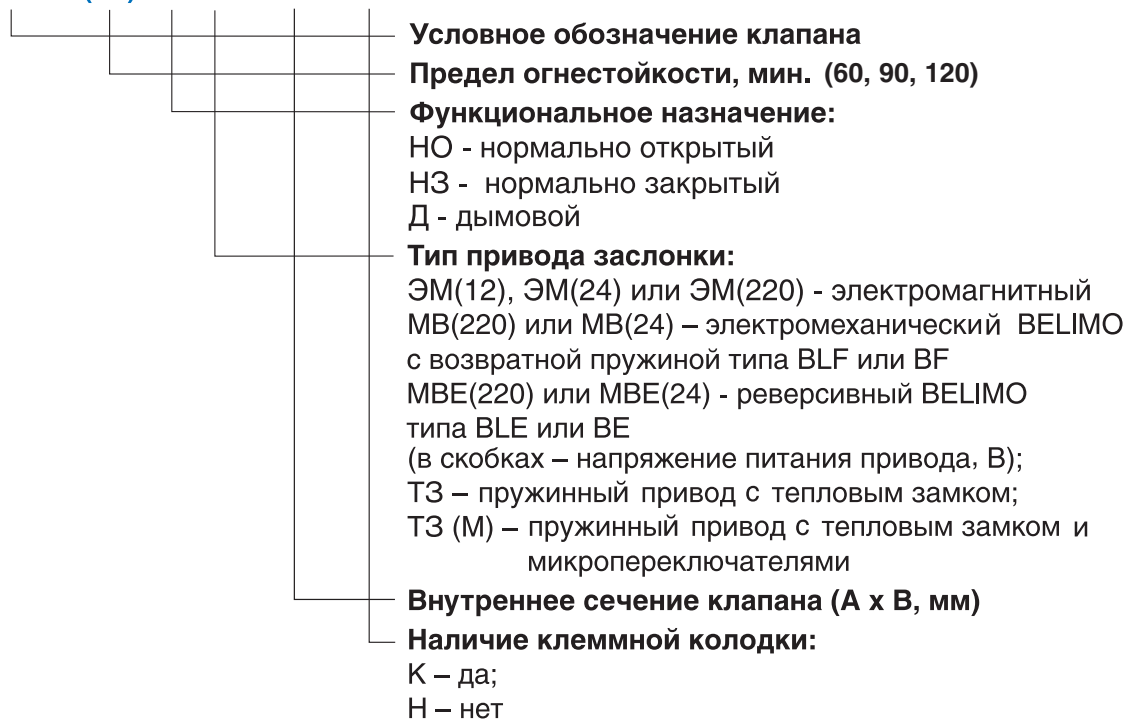 Условное обозначение клапана
Предел огнестойкости, мин. (60, 90, 120)
Функциональное назначение:
НО - нормально открытый
НЗ - нормально закрытый
Д - дымовой
Тип привода заслонки:
ЭМ(12), ЭМ(24) или ЭМ(220) - электромагнитный
МВ(220) или МВ(24) – электромеханический BELIMO
с возвратной пружиной типа BLF или BF
МВЕ(220) или МВЕ(24) - реверсивный BELIMO
типа BLE или BE
(в скобках – напряжение питания привода, В);
ТЗ – пружинный привод с тепловым замком;
ТЗ (М) – пружинный привод с тепловым замком и
микропереключателями
Внутреннее сечение клапана (А х В, мм)
Наличие клеммной колодки:
К – да;
Н – нет